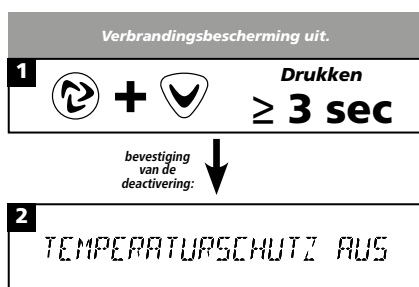 Verbrandingsbescherming uit.
1
+
Drukken
≥ 3 sec
bevestiging
van de
deactivering:
2
TEMPERATURSCHUTZ AUS